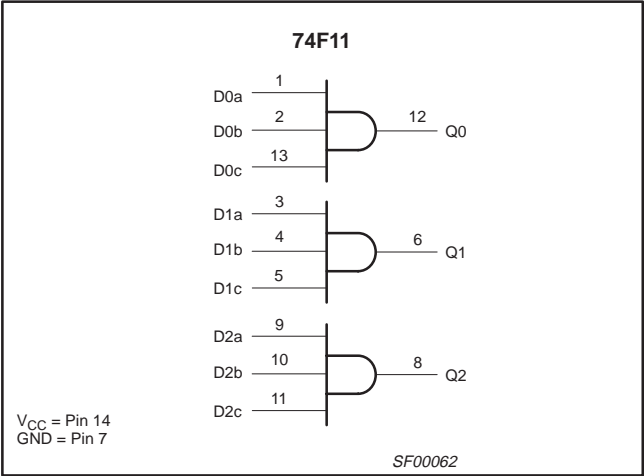 74F11
D0a 1
D0b 2 12 Q0
D0c 13
D1a 3
D1b 4 6 Q1
D1c 5
D2a 9
D2b 10 8 Q2
D2c 11
VCC = Pin 14
GND = Pin 7
SF00062